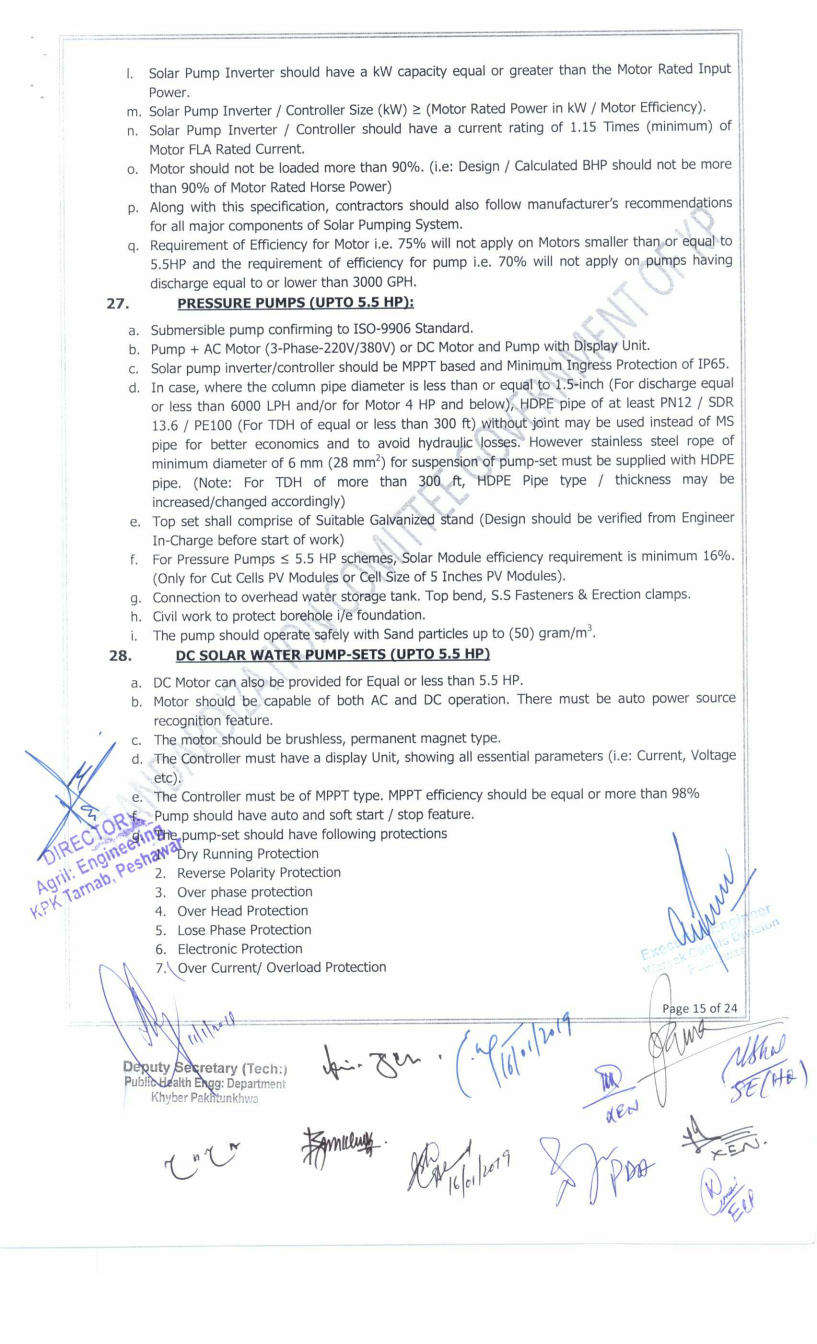 l. Solar Pump Inverter should have a kW capacity equal or greater than the Motor Rated Input
Power.
m. Solar Pump Inverter / Controller Size (kW) ≥ (Motor Rated Power in kW / Motor Efficiency).
n. Solar Pump Inverter / Controller should have a current rating of 1.15 Times (minimum) of
Motor FLA Rated Current.
o. Motor should not be loaded more than 90%. (i.e: Design / Calculated BHP should not be more
than 90% of Motor Rated Horse Power)
p. Along with this specification, contractors should also follow manufacturer's recommendations
for all major components of Solar Pumping System.
q. Requirement of Efficiency for Motor i.e. 75% will not apply on Motors smaller than or equal to
5.5HP and the requirement of efficiency for pump i.e. 70% will not apply on pumps having
discharge equal to or lower than 3000 GPH.
27. PRESSURE PUMPS (UPTO 5.5 HP):
a. Submersible pump confirming to ISO-9906 Standard.
b. Pump + AC Motor (3-Phase-220V/380V) or DC Motor and Pump with Display Unit.
c. Solar pump inverter/controller should be MPPT based and Minimum Ingress Protection of IP65.
d. In case, where the column pipe diameter is less than or equal to 1.5-inch (For discharge equal
or less than 6000 LPH and/or for Motor 4 HP and below), HDPE pipe of at least PN12 / SDR
13.6 / PE100 (For TDH of equal or less than 300 ft) without joint may be used instead of MS
pipe for better economics and to avoid hydraulic losses. However stainless steel rope of
minimum diameter of 6 mm (28 mm²) for suspension of pump-set must be supplied with HDPE
pipe. (Note: For TDH of more than 300 ft, HDPE Pipe type / thickness may be
increased/changed accordingly)
e. Top set shall comprise of Suitable Galvanized stand (Design should be verified from Engineer
In-Charge before start of work)
f. For Pressure Pumps ≤ 5.5 HP schemes, Solar Module efficiency requirement is minimum 16%.
(Only for Cut Cells PV Modules or Cell Size of 5 Inches PV Modules).
g. Connection to overhead water storage tank. Top bend, S.S Fasteners & Erection clamps.
h. Civil work to protect borehole i/e foundation.
i. The pump should operate safely with Sand particles up to (50) gram/m³.
28. DC SOLAR WATER PUMP-SETS (UPTO 5.5 HP)
a. DC Motor can also be provided for Equal or less than 5.5 HP.
b. Motor should be capable of both AC and DC operation. There must be auto power source
recognition feature.
c. The motor should be brushless, permanent magnet type.
d. The Controller must have a display Unit, showing all essential parameters (i.e: Current, Voltage
etc).
e. The Controller must be of MPPT type. MPPT efficiency should be equal or more than 98%
f. Pump should have auto and soft start / stop feature.
g. The pump-set should have following protections
1. Dry Running Protection
2. Reverse Polarity Protection
3. Over phase protection
4. Over Head Protection
5. Lose Phase Protection
6. Electronic Protection
7. Over Current/ Overload Protection
STANDARDIZATION COMITTEE GOVERNMENT OF KP
DIRECTOR
Agril: Engineering
KPK Tarnab, Peshawar
Executive Engineer
Page 15 of 24
Deputy Secretary (Tech:)
Public Health Engg: Department
Khyber Pakhtunkhwa
16/01/2019
XEN
SE(HQ)
16/01/2019
PDA
XEN.